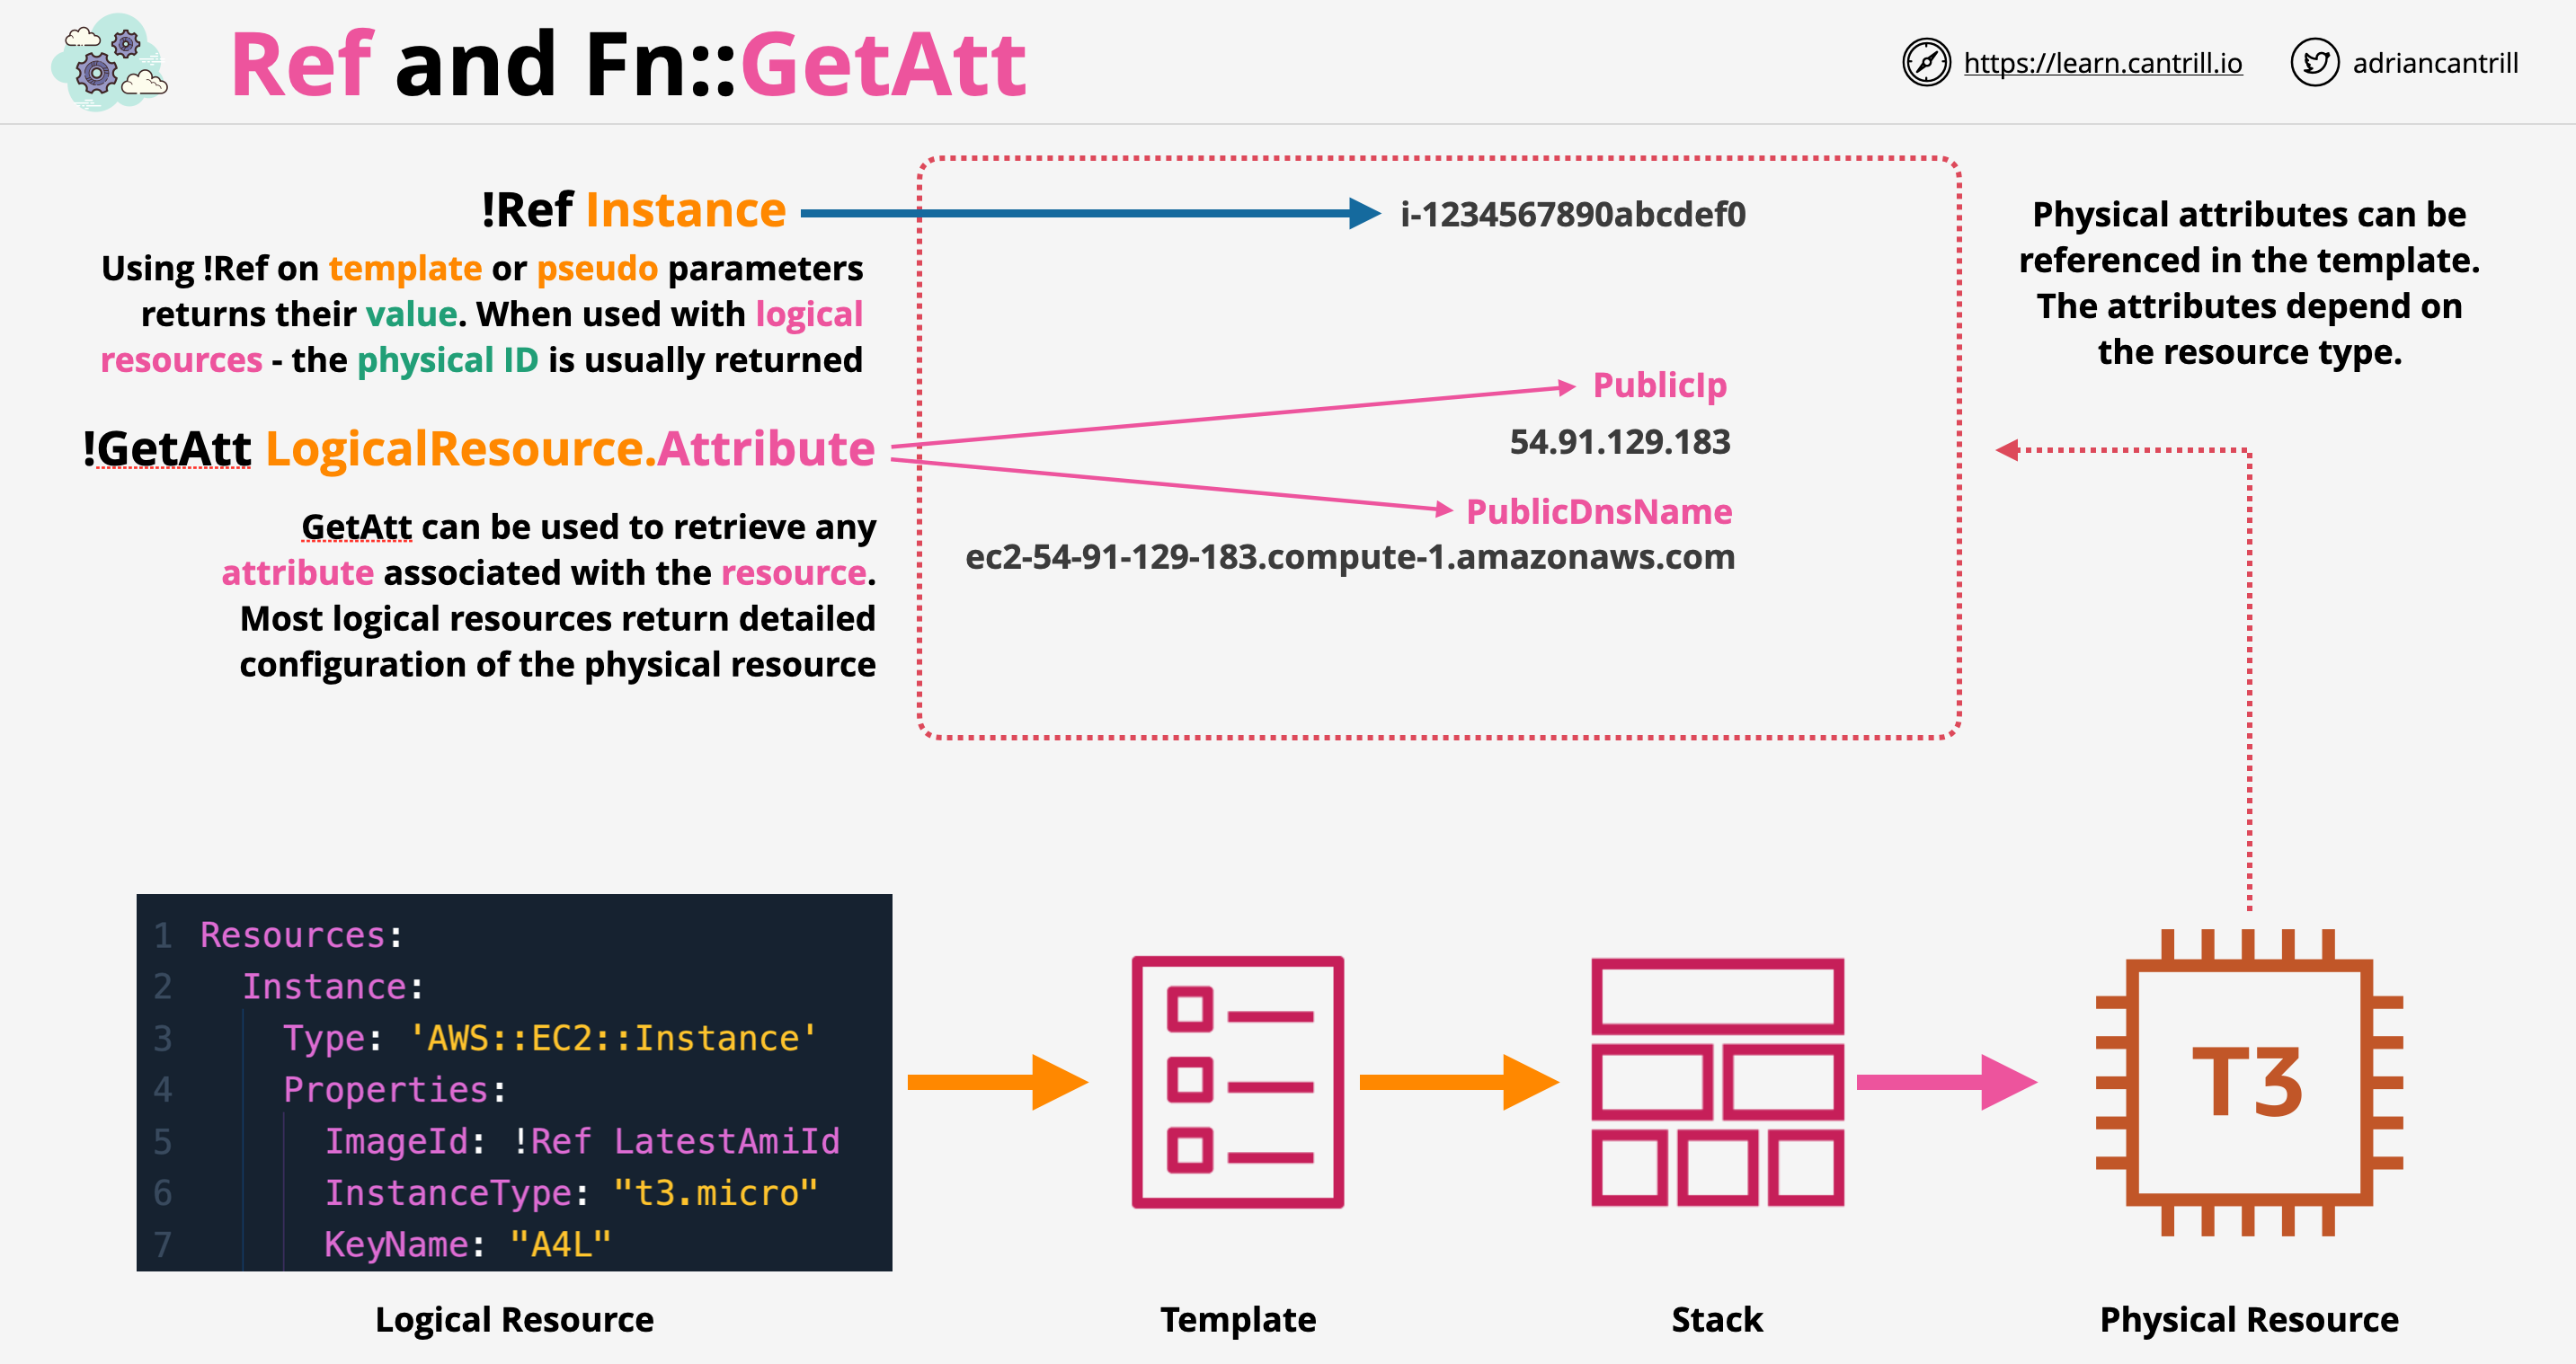 Ref and Fn::GetAtt
https://learn.cantrill.io
adriancantrill
!Ref Instance
i-1234567890abcdef0
Using !Ref on template or pseudo parameters
returns their value. When used with logical
resources - the physical ID is usually returned
Physical attributes can be
referenced in the template.
The attributes depend on
the resource type.
!GetAtt LogicalResource.Attribute
PublicIp
54.91.129.183
PublicDnsName
ec2-54-91-129-183.compute-1.amazonaws.com
GetAtt can be used to retrieve any
attribute associated with the resource.
Most logical resources return detailed
configuration of the physical resource
1 Resources:
2 Instance:
3 Type: 'AWS::EC2::Instance'
4 Properties:
5 ImageId: !Ref LatestAmiId
6 InstanceType: "t3.micro"
7 KeyName: "A4L"
T3
Logical Resource
Template
Stack
Physical Resource